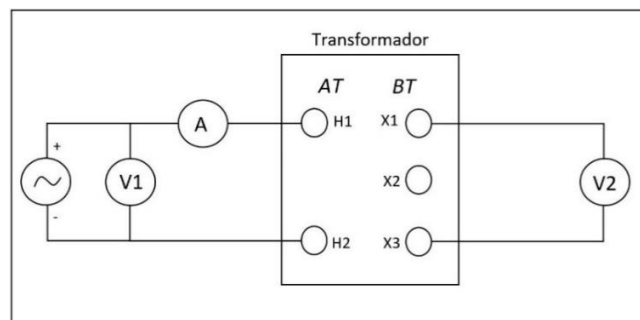 Transformador
AT BT
H1 X1
A
+
V1
X2
V2
-
H2 X3